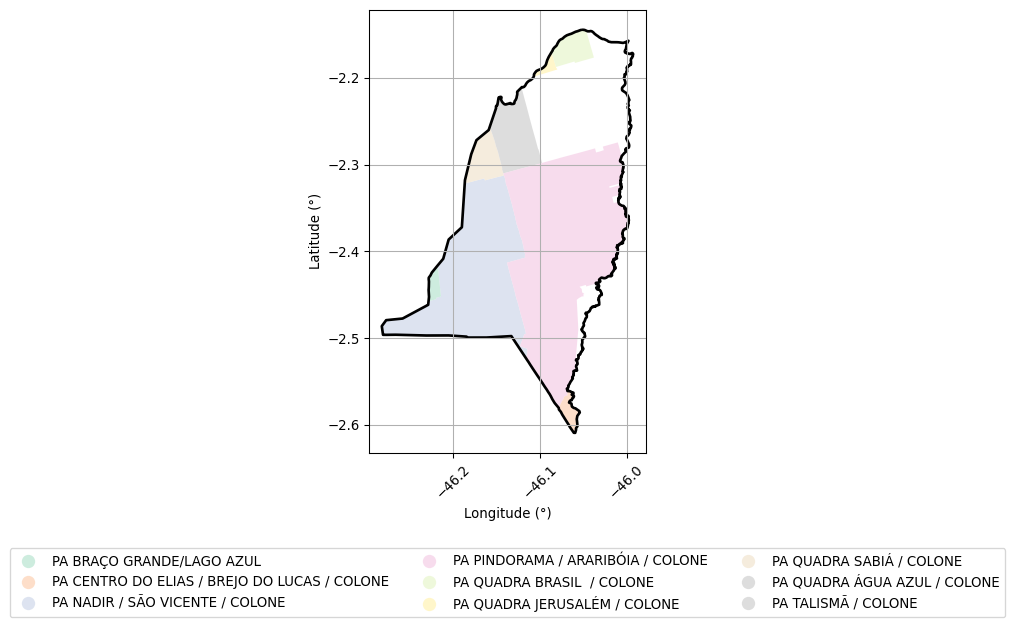 −2.2
−2.3
−2.4
−2.5
−2.6
Latitude (°)
−46.2
−46.1
−46.0
Longitude (°)
PA BRAÇO GRANDE/LAGO AZUL
PA CENTRO DO ELIAS / BREJO DO LUCAS / COLONE
PA NADIR / SÃO VICENTE / COLONE
PA PINDORAMA / ARARIBÓIA / COLONE
PA QUADRA BRASIL  / COLONE
PA QUADRA JERUSALÉM / COLONE
PA QUADRA SABIÁ / COLONE
PA QUADRA ÁGUA AZUL / COLONE
PA TALISMÃ / COLONE